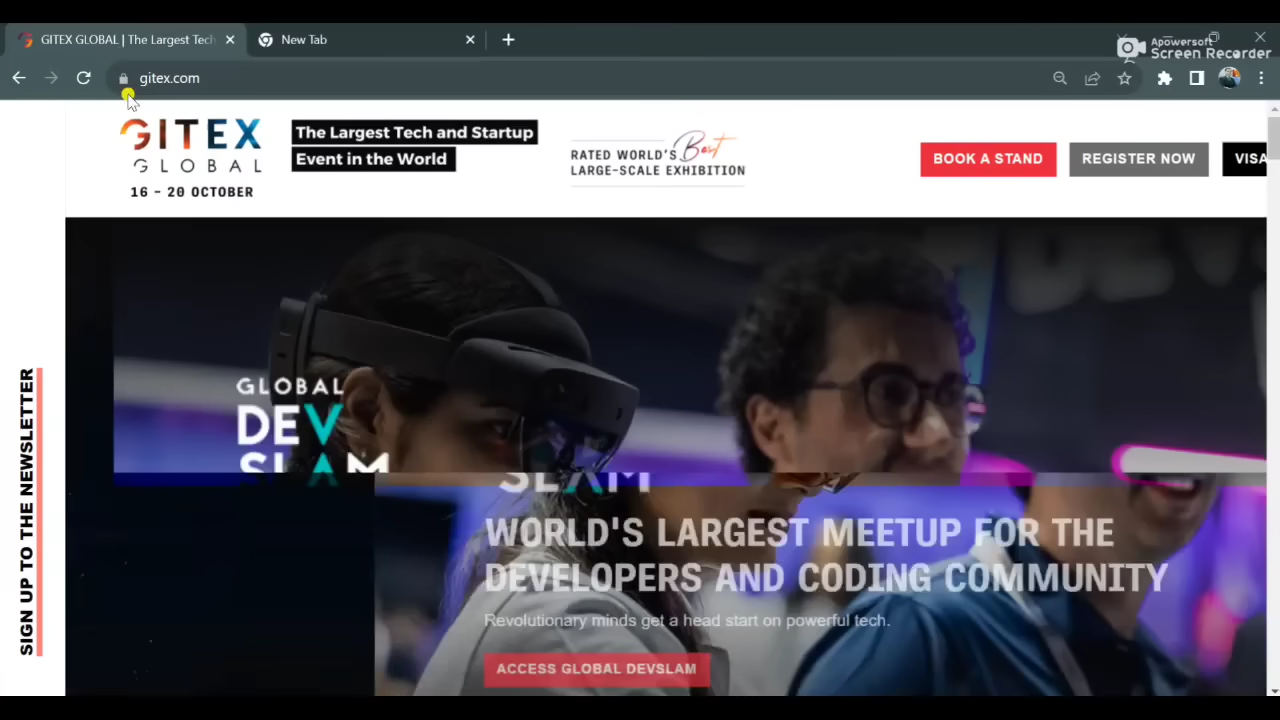 GITEX GLOBAL | The Largest Tech
New Tab
Apowersoft
Screen Recorder
gitex.com
GITEX
GLOBAL
16 - 20 OCTOBER
The Largest Tech and Startup
Event in the World
RATED WORLD'S Best
LARGE-SCALE EXHIBITION
BOOK A STAND
REGISTER NOW
VISA
SIGN UP TO THE NEWSLETTER
GLOBAL
DEV
SLAM
SLAM
WORLD'S LARGEST MEETUP FOR THE
DEVELOPERS AND CODING COMMUNITY
Revolutionary minds get a head start on powerful tech.
ACCESS GLOBAL DEVSLAM